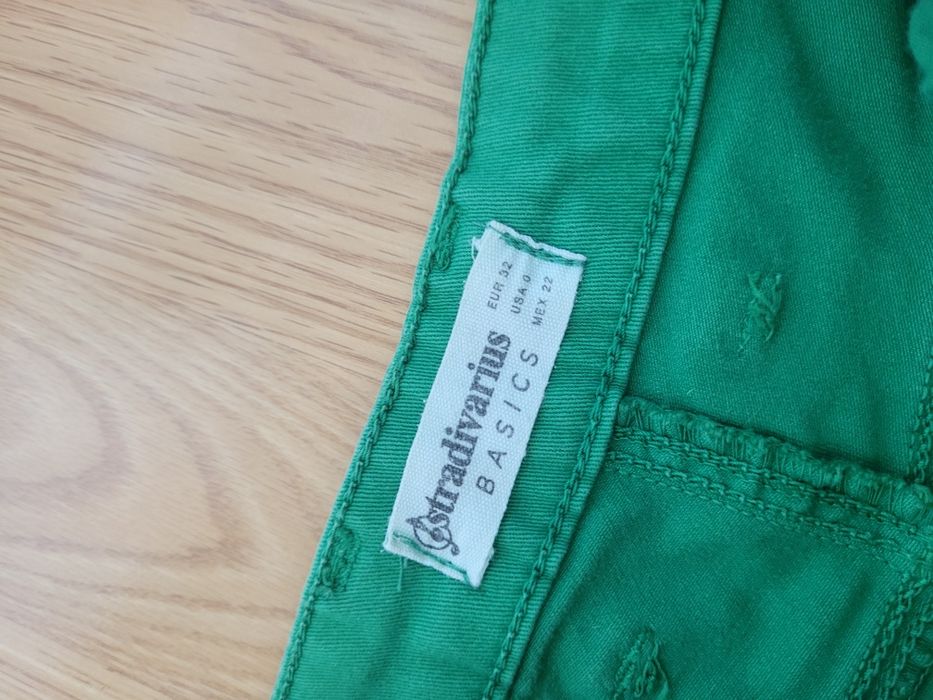 Stradivarius
BASICS
EUR 32
USA 0
MEX 22